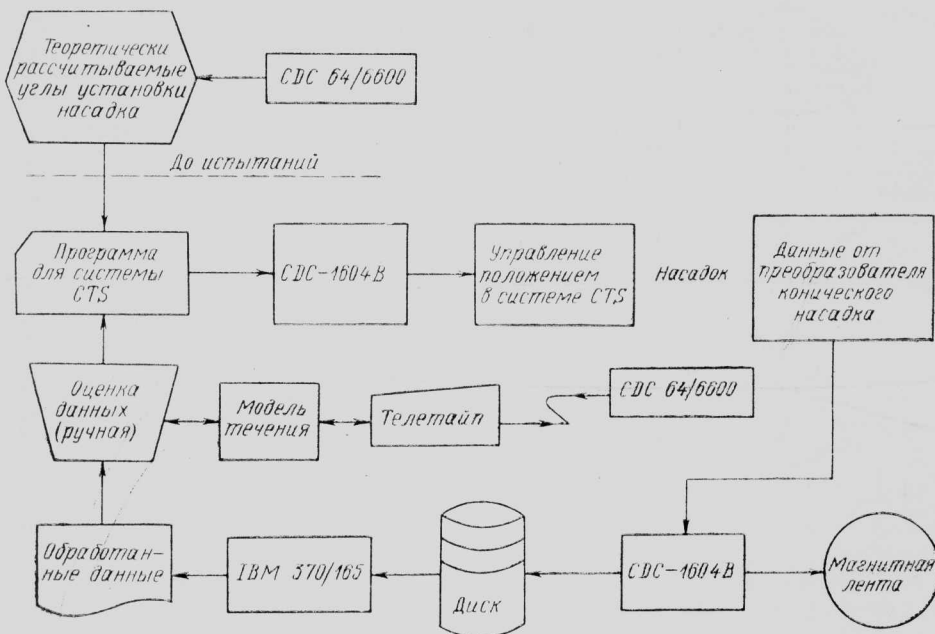 Теоретически
рассчитываемые
углы установки
насадка
CDC 64/6600
До испытаний
Программа
для системы
CTS
CDC-1604B
Управление
положением
в системе CTS
Насадок
Данные от
преобразователя
конического
насадка
Оценка
данных
(ручная)
Модель
течения
Телетайп
CDC 64/6600
Обработан-
ные данные
IBM 370/165
Диск
CDC-1604B
Магнитная
лента